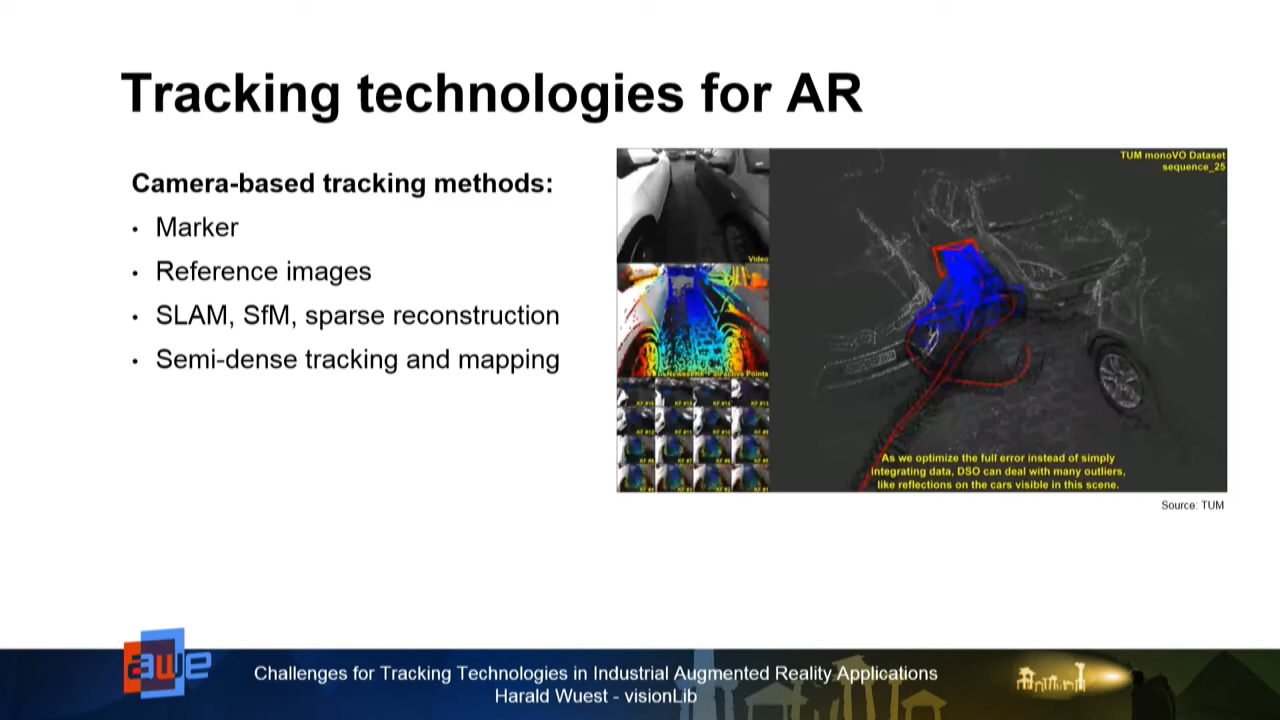 Tracking technologies for AR
Camera-based tracking methods:
• Marker
• Reference images
• SLAM, SfM, sparse reconstruction
• Semi-dense tracking and mapping
TUM monoVO Dataset
sequence_25
Video
As we optimize the full error instead of simply
integrating data, DSO can deal with many outliers,
like reflections on the cars visible in this scene.
Source: TUM
awe
Challenges for Tracking Technologies in Industrial Augmented Reality Applications
Harald Wuest - visionLib